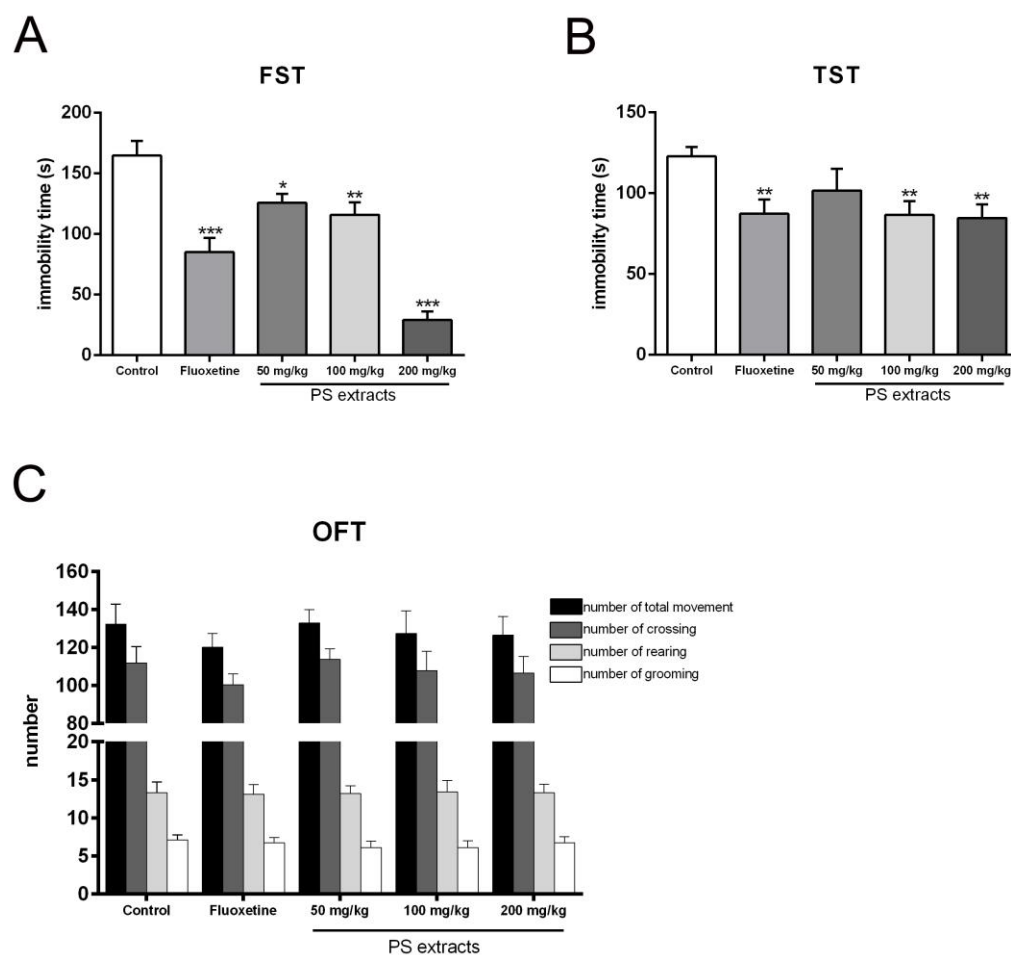 A
FST
immobility time (s)
200
150
100
50
0
***
*
**
***
Control Fluoxetine 50 mg/kg 100 mg/kg 200 mg/kg
PS extracts
B
TST
immobility time (s)
150
100
50
0
**
**
**
Control Fluoxetine 50 mg/kg 100 mg/kg 200 mg/kg
PS extracts
C
OFT
number
160
140
120
100
80
20
15
10
5
0
number of total movement
number of crossing
number of rearing
number of grooming
Control Fluoxetine 50 mg/kg 100 mg/kg 200 mg/kg
PS extracts